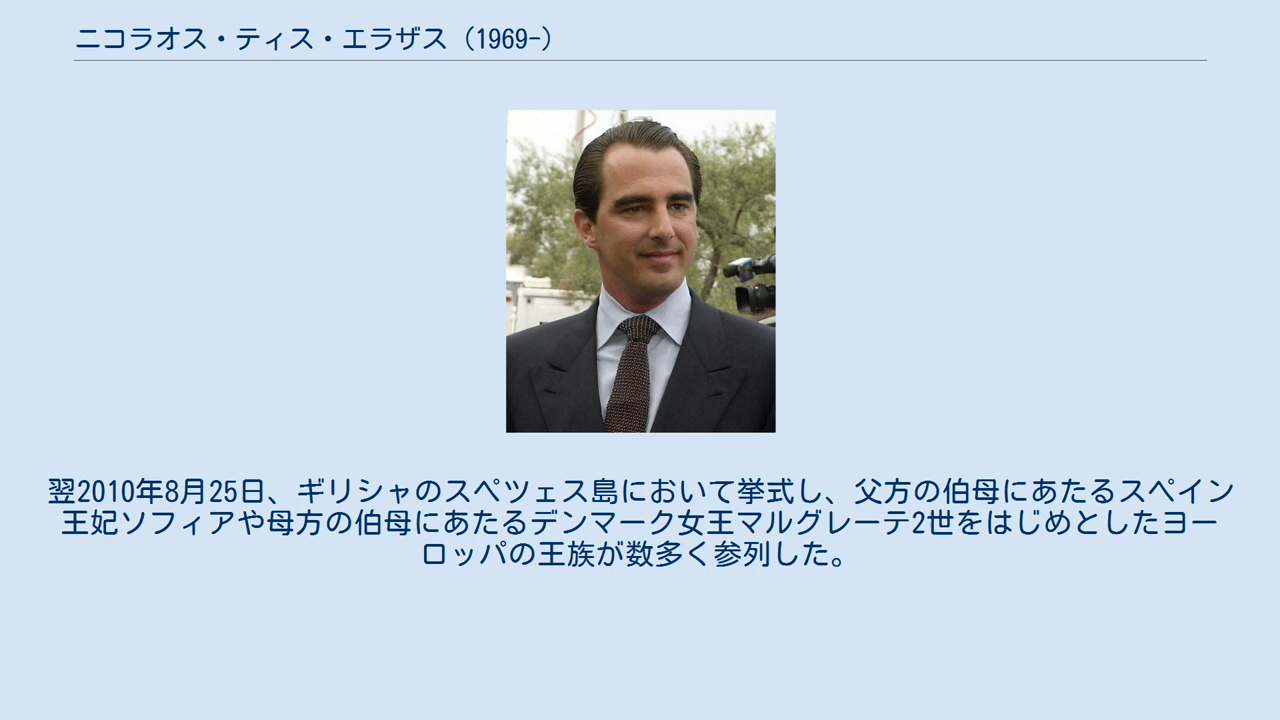 ニコラオス・ティス・エラザス（1969-）
翌2010年8月25日、ギリシャのスペツェス島において挙式し、父方の伯母にあたるスペイン
王妃ソフィアや母方の伯母にあたるデンマーク女王マルグレーテ2世をはじめとしたヨー
ロッパの王族が数多く参列した。